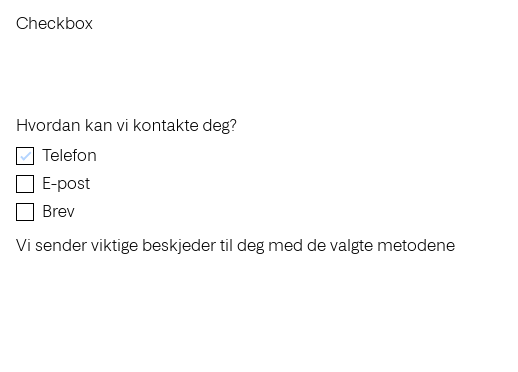 Checkbox
Hvordan kan vi kontakte deg?
Telefon
E-post
Brev
Vi sender viktige beskjeder til deg med de valgte metodene